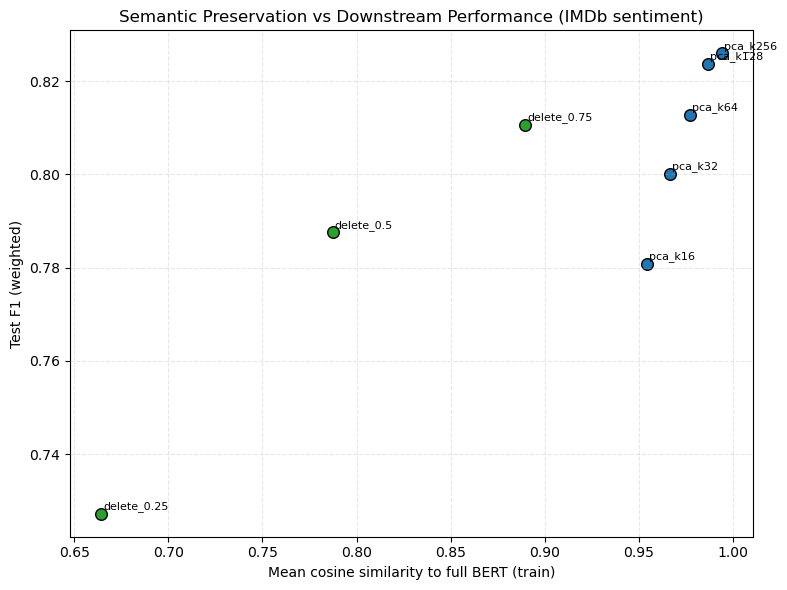 Semantic Preservation vs Downstream Performance (IMDb sentiment)
pca_k256
pca_k128
0.82
delete_0.75
pca_k64
0.80
pca_k32
delete_0.5
0.78
pca_k16
Test F1 (weighted)
0.76
0.74
delete_0.25
0.65 0.70 0.75 0.80 0.85 0.90 0.95 1.00
Mean cosine similarity to full BERT (train)